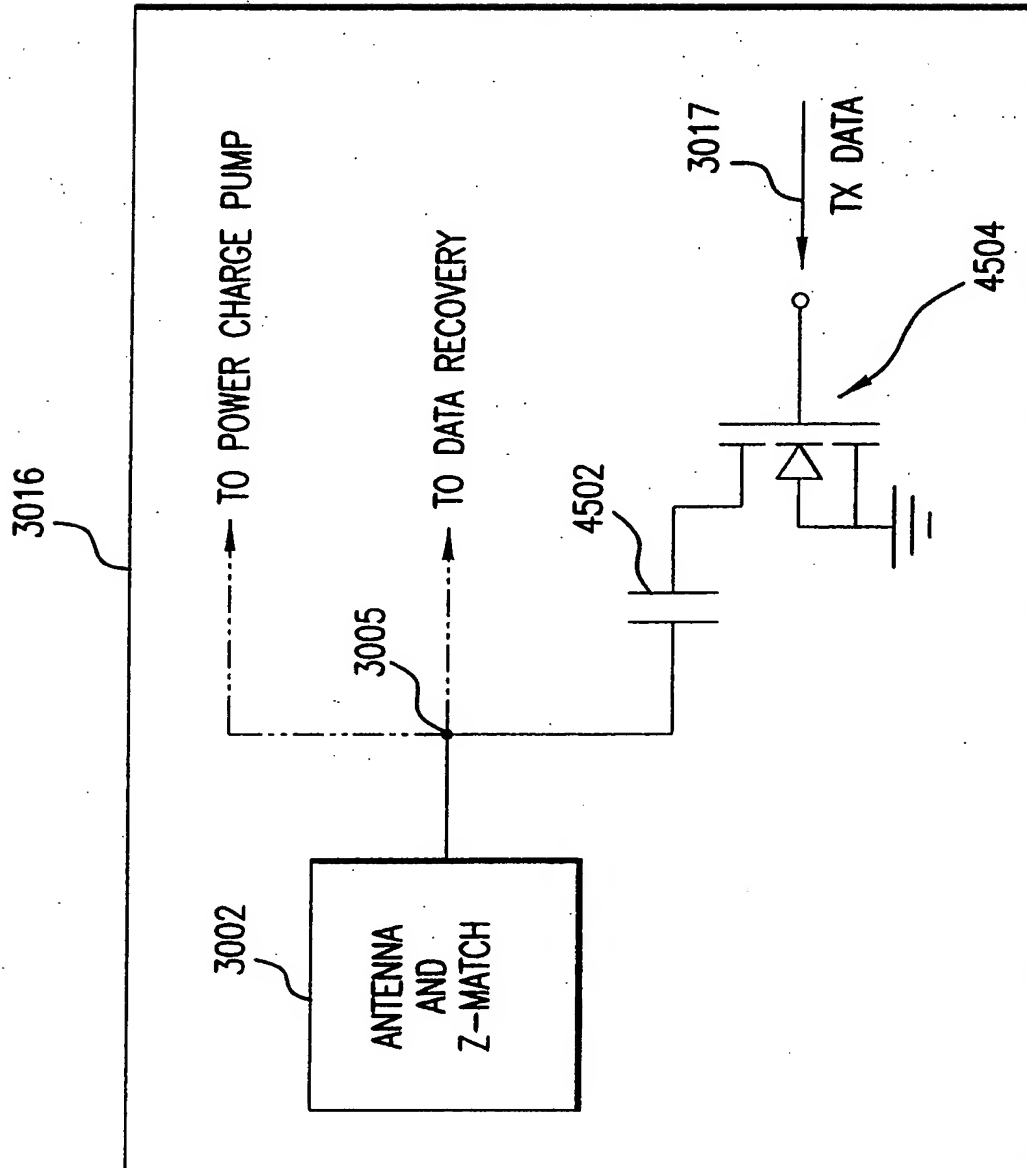 3016
TO POWER CHARGE PUMP
3005
TO DATA RECOVERY
3002
ANTENNA
AND
Z-MATCH
4502
3017
TX DATA
4504